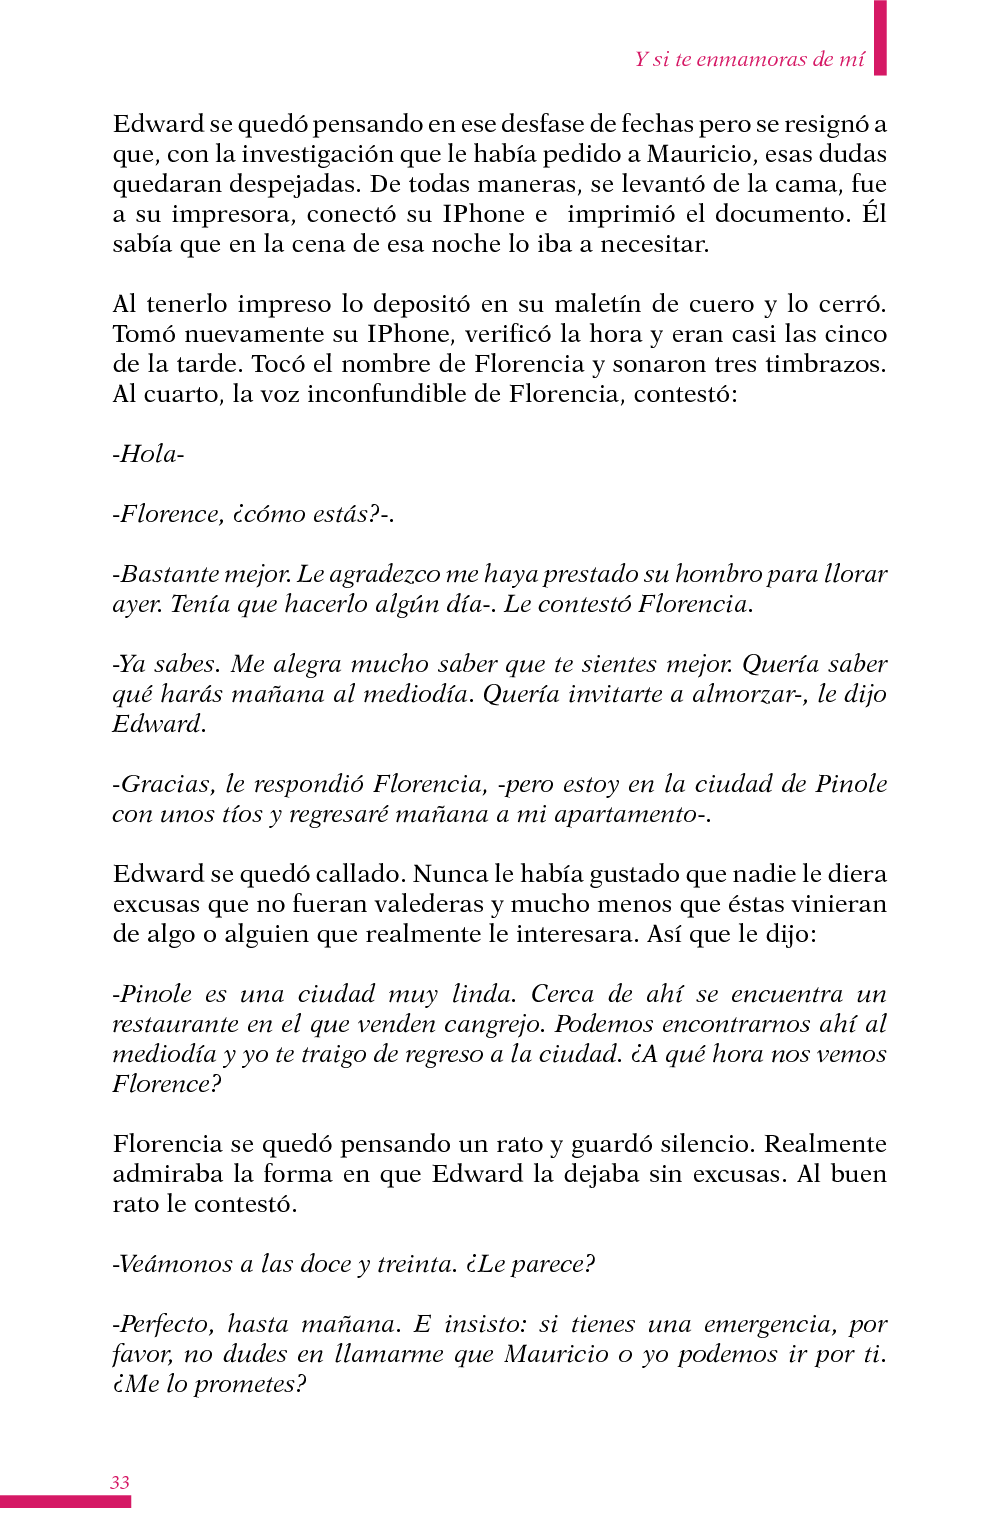 Y si te enmamoras de mí
Edward se quedó pensando en ese desfase de fechas pero se resignó a
que, con la investigación que le había pedido a Mauricio, esas dudas
quedaran despejadas. De todas maneras, se levantó de la cama, fue
a su impresora, conectó su IPhone e  imprimió el documento. Él
sabía que en la cena de esa noche lo iba a necesitar.
Al tenerlo impreso lo depositó en su maletín de cuero y lo cerró.
Tomó nuevamente su IPhone, verificó la hora y eran casi las cinco
de la tarde. Tocó el nombre de Florencia y sonaron tres timbrazos.
Al cuarto, la voz inconfundible de Florencia, contestó:
-Hola-
-Florence, ¿cómo estás?-.
-Bastante mejor. Le agradezco me haya prestado su hombro para llorar
ayer. Tenía que hacerlo algún día-. Le contestó Florencia.
-Ya sabes. Me alegra mucho saber que te sientes mejor. Quería saber
qué harás mañana al mediodía. Quería invitarte a almorzar-, le dijo
Edward.
-Gracias, le respondió Florencia, -pero estoy en la ciudad de Pinole
con unos tíos y regresaré mañana a mi apartamento-.
Edward se quedó callado. Nunca le había gustado que nadie le diera
excusas que no fueran valederas y mucho menos que éstas vinieran
de algo o alguien que realmente le interesara. Así que le dijo:
-Pinole es una ciudad muy linda. Cerca de ahí se encuentra un
restaurante en el que venden cangrejo. Podemos encontrarnos ahí al
mediodía y yo te traigo de regreso a la ciudad. ¿A qué hora nos vemos
Florence?
Florencia se quedó pensando un rato y guardó silencio. Realmente
admiraba la forma en que Edward la dejaba sin excusas. Al buen
rato le contestó.
-Veámonos a las doce y treinta. ¿Le parece?
-Perfecto, hasta mañana. E insisto: si tienes una emergencia, por
favor, no dudes en llamarme que Mauricio o yo podemos ir por ti.
¿Me lo prometes?
33